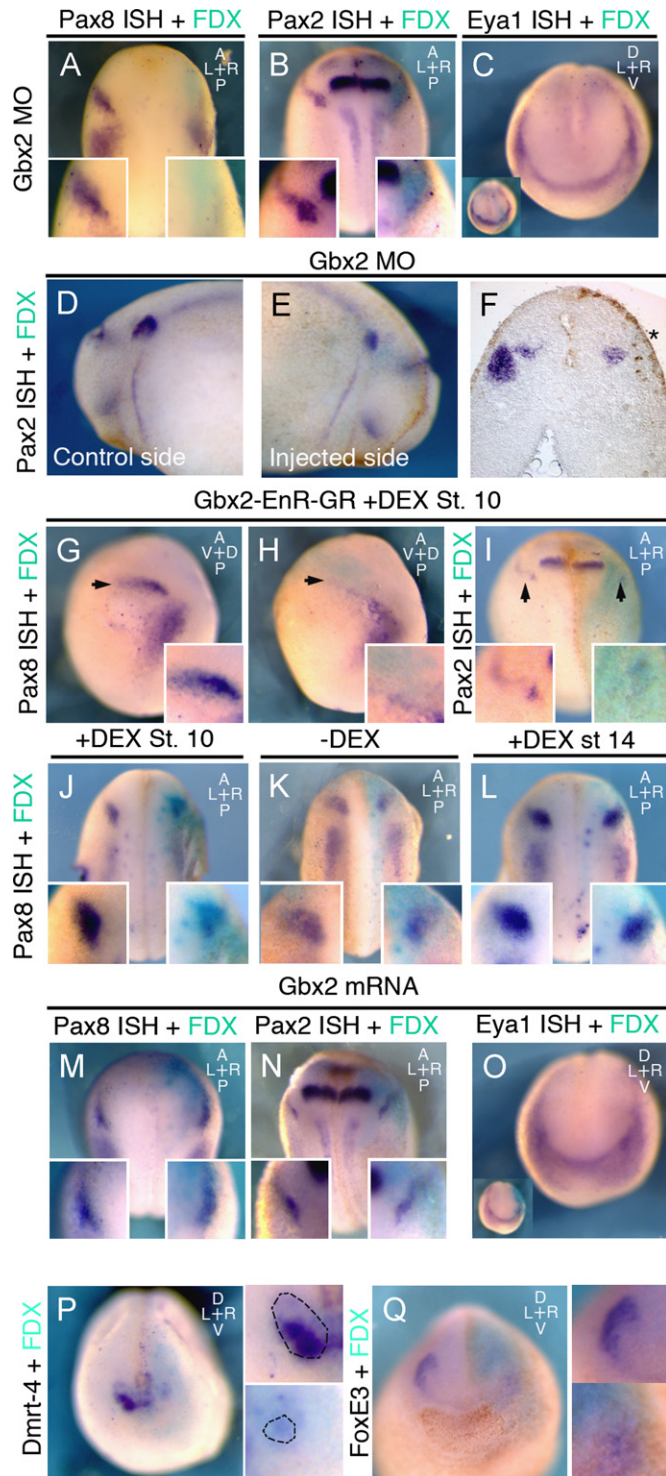 Pax8 ISH + FDX
Pax2 ISH + FDX
Eya1 ISH + FDX
Gbx2 MO
A
A
L+R
P
B
A
L+R
P
C
D
L+R
V
Gbx2 MO
Pax2 ISH + FDX
D
Control side
E
Injected side
F
*
Gbx2-EnR-GR +DEX St. 10
Pax8 ISH + FDX
G
A
V+D
P
H
A
V+D
P
Pax2 ISH + FDX
I
A
L+R
P
+DEX St. 10
-DEX
+DEX st 14
Pax8 ISH + FDX
J
A
L+R
P
K
A
L+R
P
L
A
L+R
P
Gbx2 mRNA
Pax8 ISH + FDX
Pax2 ISH + FDX
Eya1 ISH + FDX
M
A
L+R
P
N
A
L+R
P
O
D
L+R
V
Dmrt-4 + FDX
P
D
L+R
V
FoxE3 + FDX
Q
D
L+R
V